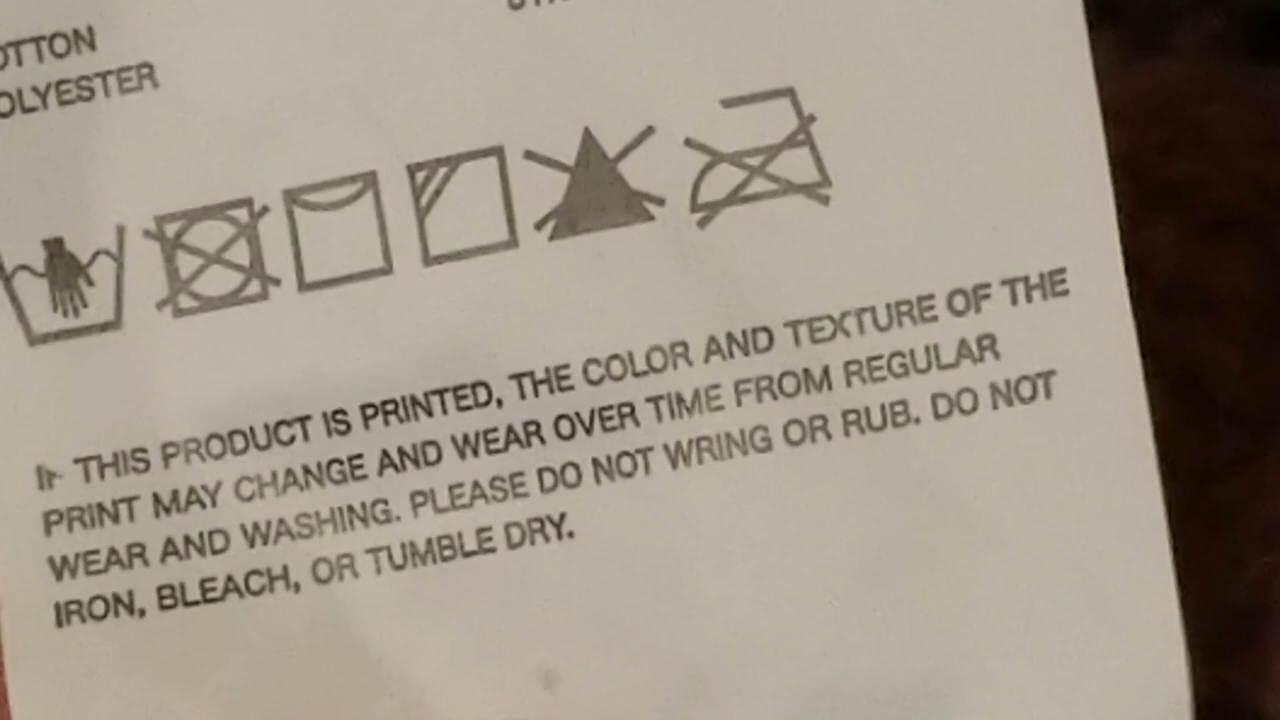 OTTON
OLYESTER
IF THIS PRODUCT IS PRINTED, THE COLOR AND TEXTURE OF THE
PRINT MAY CHANGE AND WEAR OVER TIME FROM REGULAR
WEAR AND WASHING. PLEASE DO NOT WRING OR RUB. DO NOT
IRON, BLEACH, OR TUMBLE DRY.